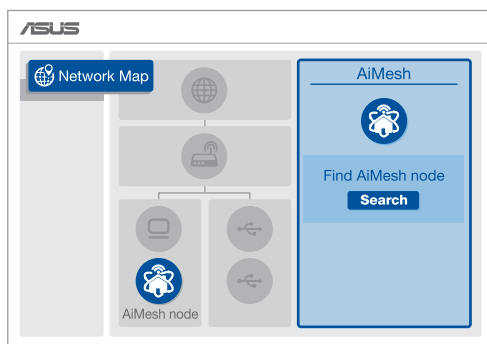 ASUS
Network Map
AiMesh node
AiMesh
Find AiMesh node
Search